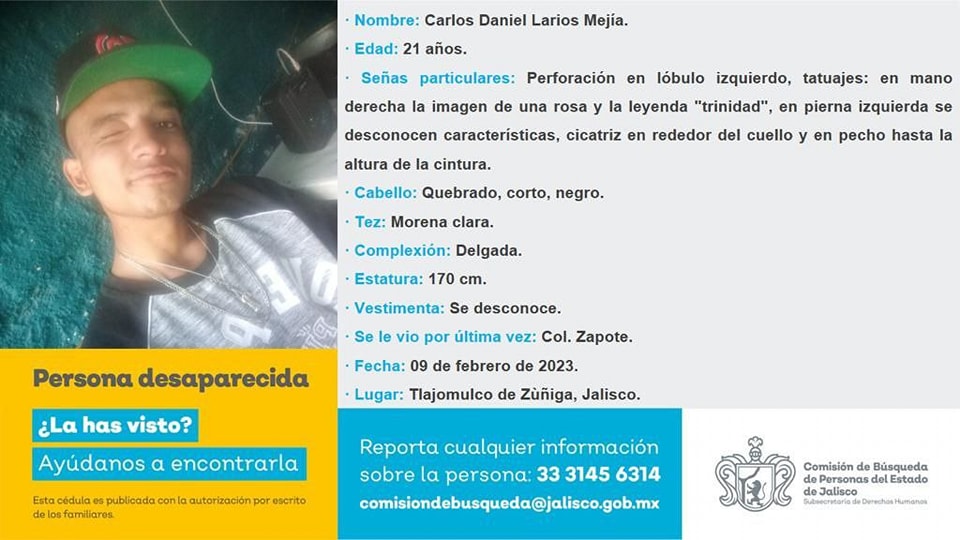 · Nombre: Carlos Daniel Larios Mejía.
· Edad: 21 años.
· Señas particulares: Perforación en lóbulo izquierdo, tatuajes: en mano
derecha la imagen de una rosa y la leyenda "trinidad", en pierna izquierda se
desconocen características, cicatriz en rededor del cuello y en pecho hasta la
altura de la cintura.
· Cabello: Quebrado, corto, negro.
· Tez: Morena clara.
· Complexión: Delgada.
· Estatura: 170 cm.
· Vestimenta: Se desconoce.
· Se le vio por última vez: Col. Zapote.
· Fecha: 09 de febrero de 2023.
· Lugar: Tlajomulco de Zùñiga, Jalisco.
Persona desaparecida
¿La has visto?
Ayúdanos a encontrarla
Esta cédula es publicada con la autorización por escrito
de los familiares.
Reporta cualquier información
sobre la persona: 33 3145 6314
comisiondebusqueda@jalisco.gob.mx
Comisión de Búsqueda
de Personas del Estado
de Jalisco
Subsecretaría de Derechos Humanos